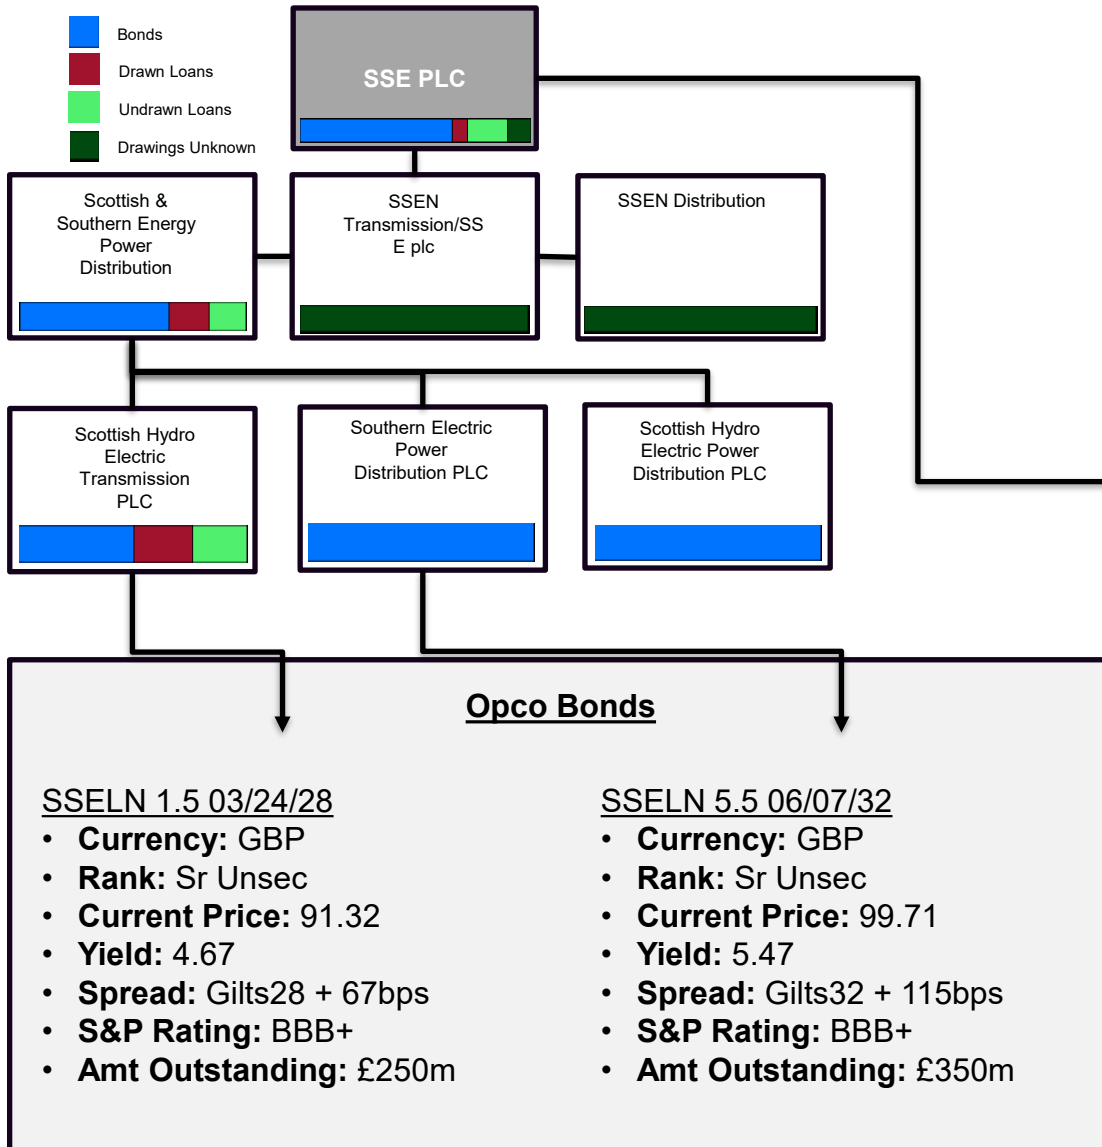 Bonds
Drawn Loans
Undrawn Loans
Drawings Unknown
SSE PLC
Scottish &
Southern Energy
Power
Distribution
SSEN
Transmission/SS
E plc
SSEN Distribution
Scottish Hydro
Electric
Transmission
PLC
Southern Electric
Power
Distribution PLC
Scottish Hydro
Electric Power
Distribution PLC
Opco Bonds
SSELN 1.5 03/24/28
• Currency: GBP
• Rank: Sr Unsec
• Current Price: 91.32
• Yield: 4.67
• Spread: Gilts28 + 67bps
• S&P Rating: BBB+
• Amt Outstanding: £250m
SSELN 5.5 06/07/32
• Currency: GBP
• Rank: Sr Unsec
• Current Price: 99.71
• Yield: 5.47
• Spread: Gilts32 + 115bps
• S&P Rating: BBB+
• Amt Outstanding: £350m